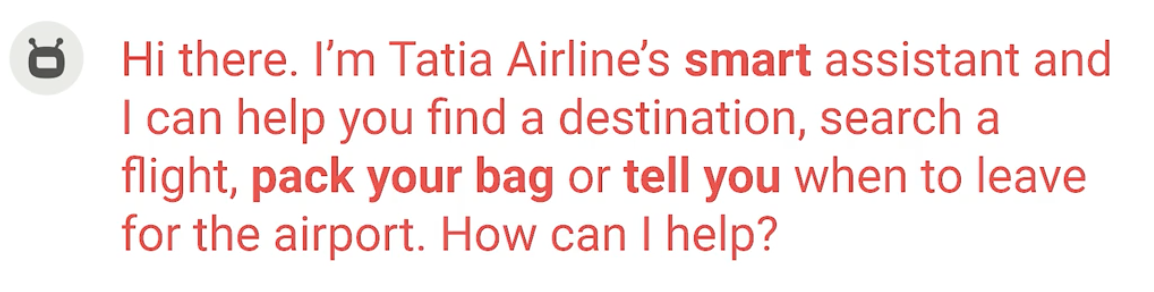 Hi there. I’m Tatia Airline’s smart assistant and
I can help you find a destination, search a
flight, pack your bag or tell you when to leave
for the airport. How can I help?